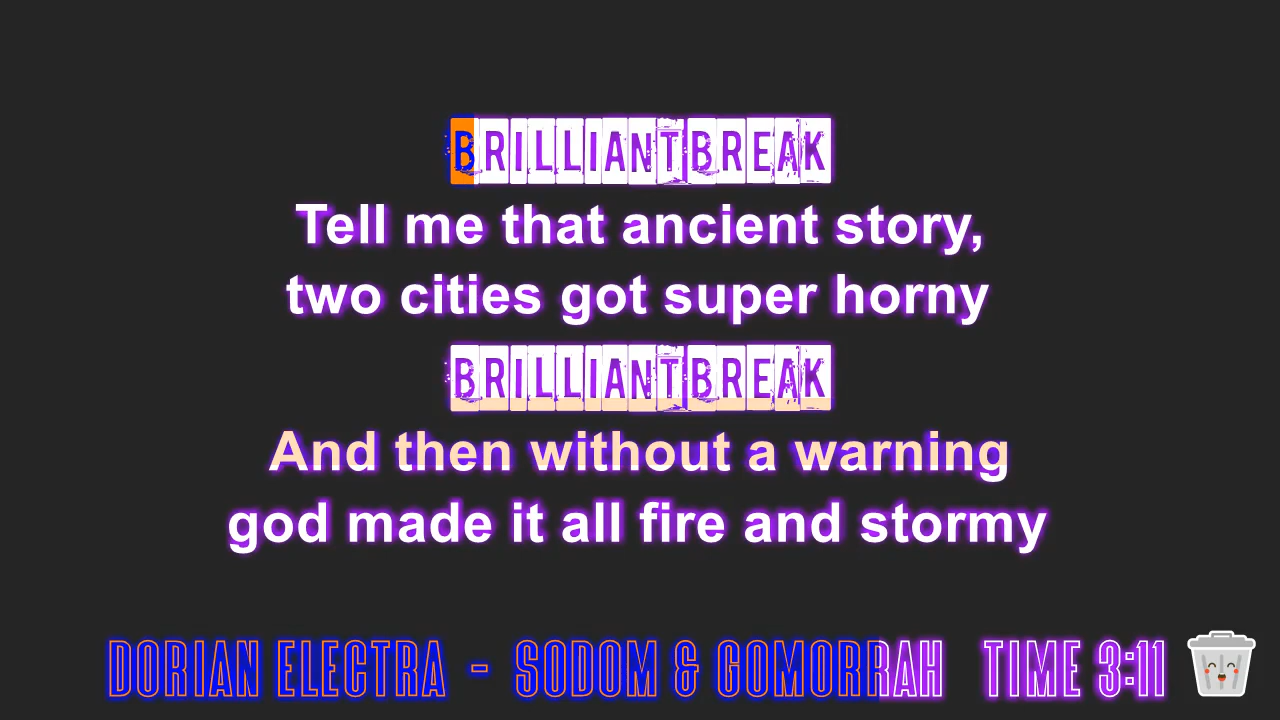 BRILLIANTBREAK
Tell me that ancient story,
two cities got super horny
BRILLIANTBREAK
And then without a warning
god made it all fire and stormy
DORIAN ELECTRA - SODOM & GOMORRAH TIME 3:11